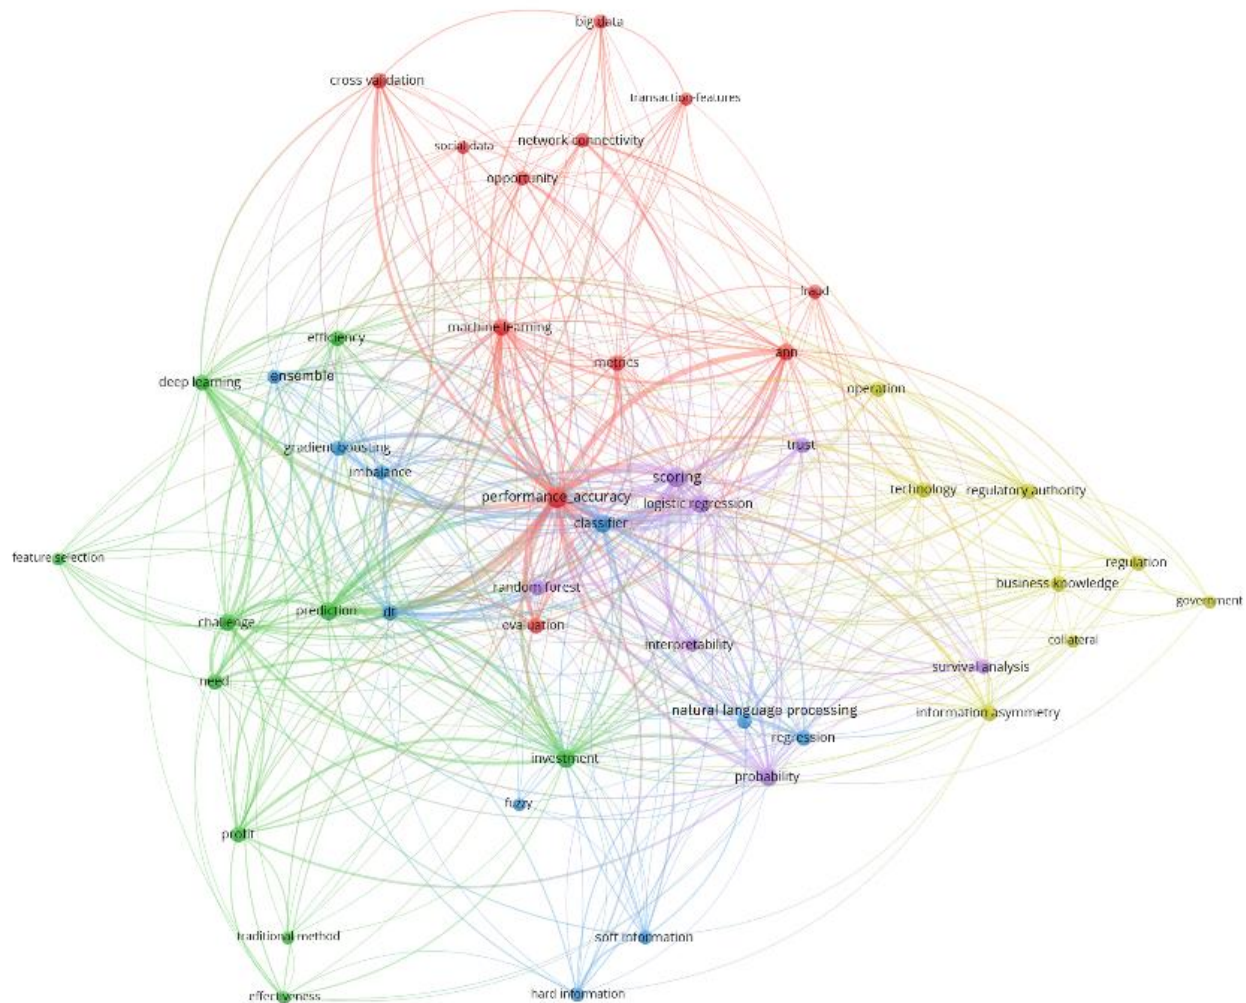 big data
cross validation
transaction-features
network connectivity
social data
opportunity
fraud
machine learning
efficiency
metrics
ann
ensemble
deep learning
operation
gradient boosting
trust
imbalance
scoring
technology
regulatory authority
performance_accuracy
logistic regression
classifier
feature selection
regulation
business knowledge
random forest
government
prediction
dt
challenge
evaluation
collateral
interpretability
survival analysis
need
natural language processing
information asymmetry
regression
investment
probability
fuzzy
profit
traditional method
soft information
effectiveness
hard information